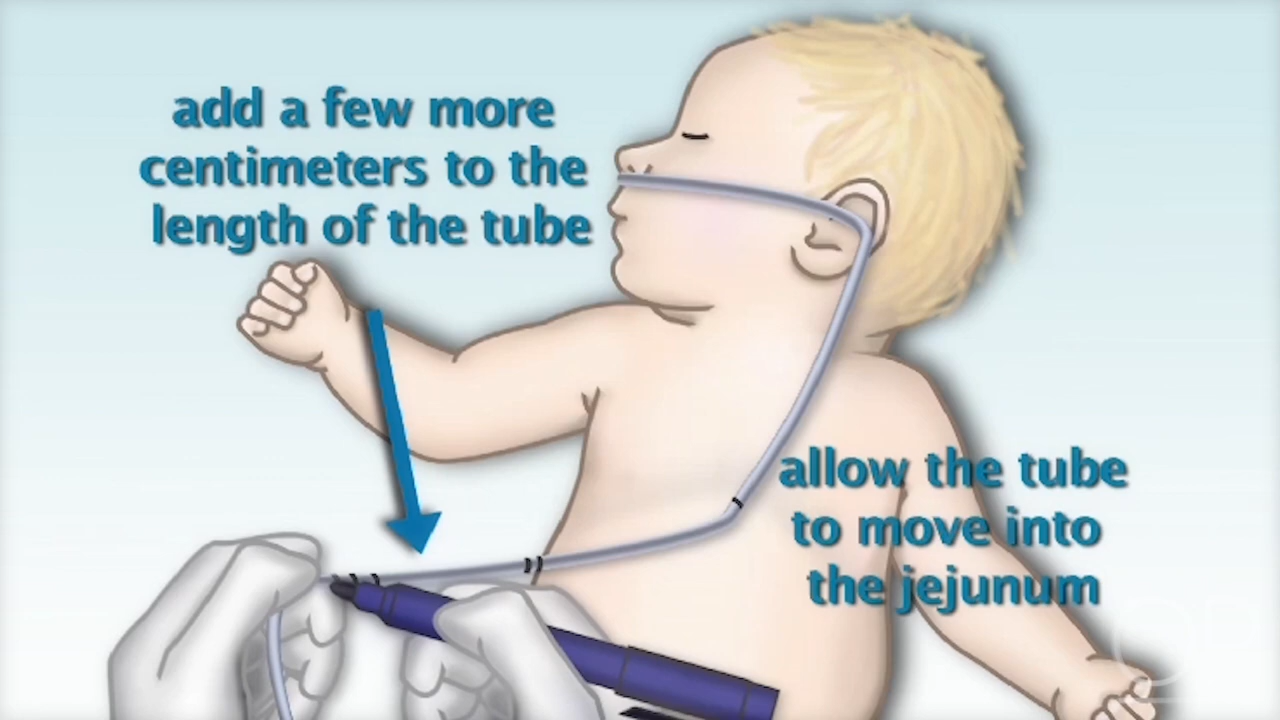 add a few more
centimeters to the
length of the tube
allow the tube
to move into
the jejunum